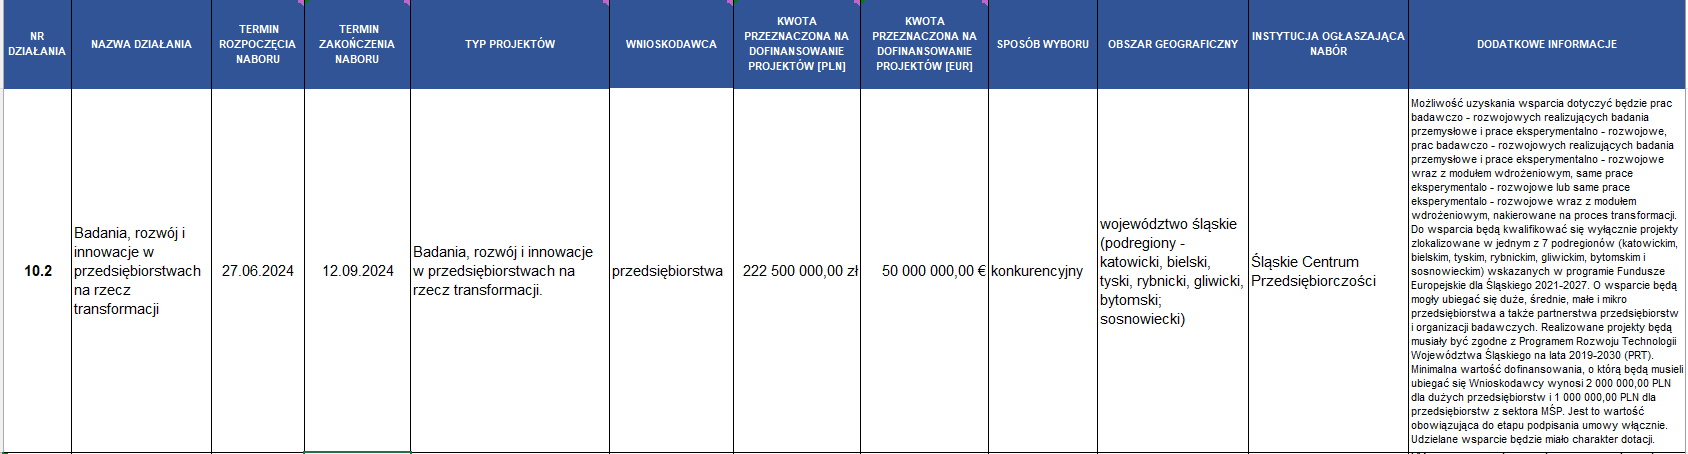 NR
DZIAŁANIA
NAZWA DZIAŁANIA
TERMIN
ROZPOCZĘCIA
NABORU
TERMIN
ZAKOŃCZENIA
NABORU
TYP PROJEKTÓW
WNIOSKODAWCA
KWOTA
PRZEZNACZONA NA
DOFINANSOWANIE
PROJEKTÓW [PLN]
KWOTA
PRZEZNACZONA NA
DOFINANSOWANIE
PROJEKTÓW [EUR]
SPOSÓB WYBORU
OBSZAR GEOGRAFICZNY
INSTYTUCJA OGŁASZAJĄCA
NABÓR
DODATKOWE INFORMACJE
10.2
Badania, rozwój i
innowacje w
przedsiębiorstwach
na rzecz
transformacji
27.06.2024
12.09.2024
Badania, rozwój i innowacje
w przedsiębiorstwach na
rzecz transformacji.
przedsiębiorstwa
222 500 000,00 zł
50 000 000,00 €
konkurencyjny
województwo śląskie
(podregiony -
katowicki, bielski,
tyski, rybnicki, gliwicki,
bytomski;
sosnowiecki)
Śląskie Centrum
Przedsiębiorczości
Możliwość uzyskania wsparcia dotyczyć będzie prac
badawczo - rozwojowych realizujących badania
przemysłowe i prace eksperymentalno - rozwojowe,
prac badawczo - rozwojowych realizujących badania
przemysłowe i prace eksperymentalno - rozwojowe
wraz z modułem wdrożeniowym, same prace
eksperymentalo - rozwojowe lub same prace
eksperymentalo - rozwojowe wraz z modułem
wdrożeniowym, nakierowane na proces transformacji.
Do wsparcia będą kwalifikować się wyłącznie projekty
zlokalizowane w jednym z 7 podregionów (katowickim,
bielskim, tyskim, rybnickim, gliwickim, bytomskim i
sosnowieckim) wskazanych w programie Fundusze
Europejskie dla Śląskiego 2021-2027. O wsparcie będą
mogły ubiegać się duże, średnie, małe i mikro
przedsiębiorstwa a także partnerstwa przedsiębiorstw
i organizacji badawczych. Realizowane projekty będą
musiały być zgodne z Programem Rozwoju Technologii
Województwa Śląskiego na lata 2019-2030 (PRT).
Minimalna wartość dofinansowania, o którą będą musieli
ubiegać się Wnioskodawcy wynosi 2 000 000,00 PLN
dla dużych przedsiębiorstw i 1 000 000,00 PLN dla
przedsiębiorstw z sektora MŚP. Jest to wartość
obowiązująca do etapu podpisania umowy włącznie.
Udzielane wsparcie będzie miało charakter dotacji.